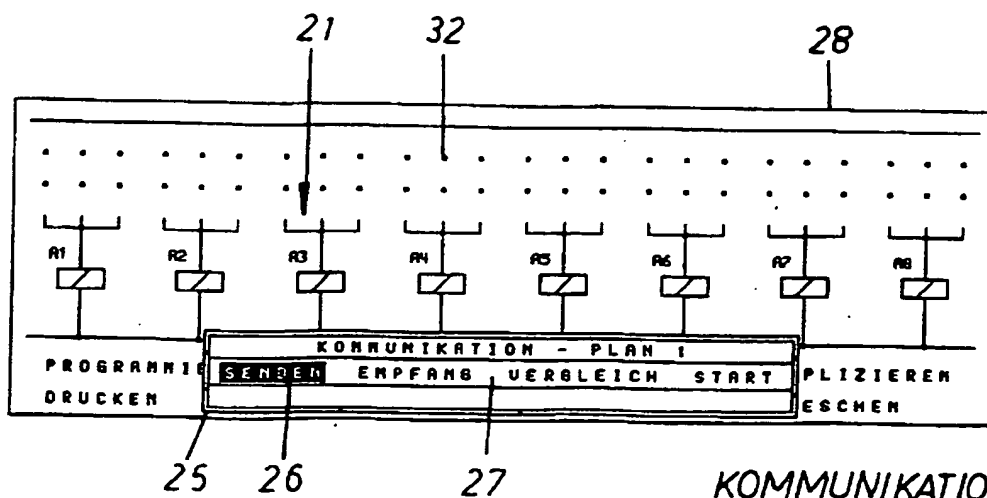 21 32 28
A1 A2 A3 A4 A5 A6 A7 A8
KOMMUNIKATION - PLAN :
PROGRAMMIE SENDEN EMPFANG VERGLEICH START PLIZIEREN
DRUCKEN ESCHEN
25 26 27 KOMMUNIKATIO